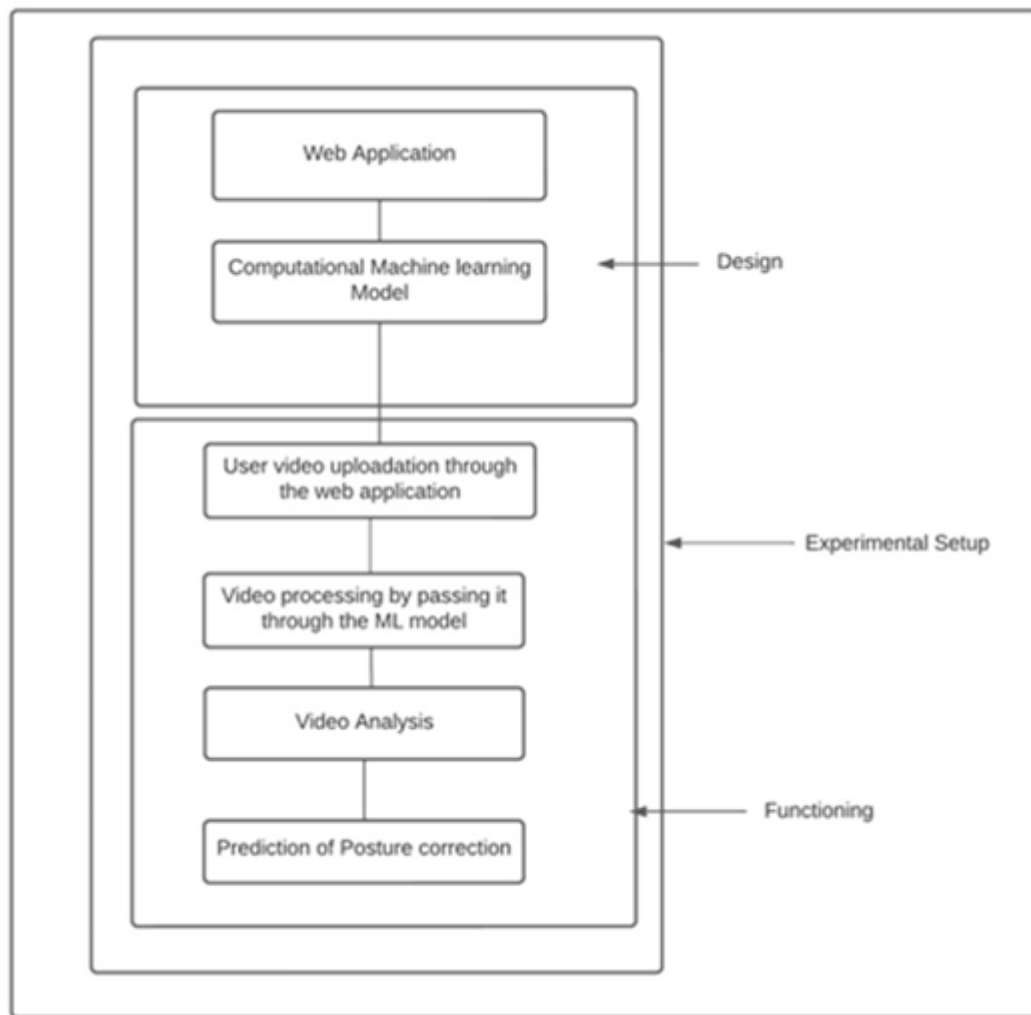 Web Application
Computational Machine learning
Model
Design
User video uploadation through
the web application
Experimental Setup
Video processing by passing it
through the ML model
Video Analysis
Functioning
Prediction of Posture correction